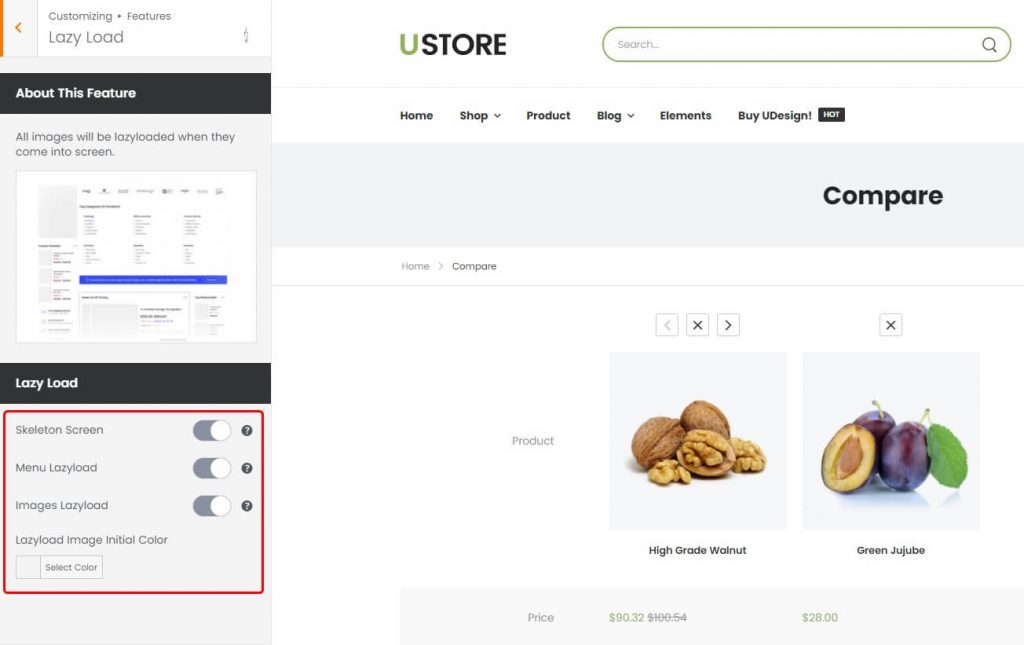 Customizing ▸ Features
Lazy Load
About This Feature
All images will be lazyloaded when they
come into screen.
Lazy Load
Skeleton Screen
Menu Lazyload
Images Lazyload
Lazyload Image Initial Color
Select Color
USTORE
Search...
Home Shop Product Blog Elements Buy UDesign! HOT
Compare
Home > Compare
Product
High Grade Walnut Green Jujube
Price $90.32 $100.54 $28.00